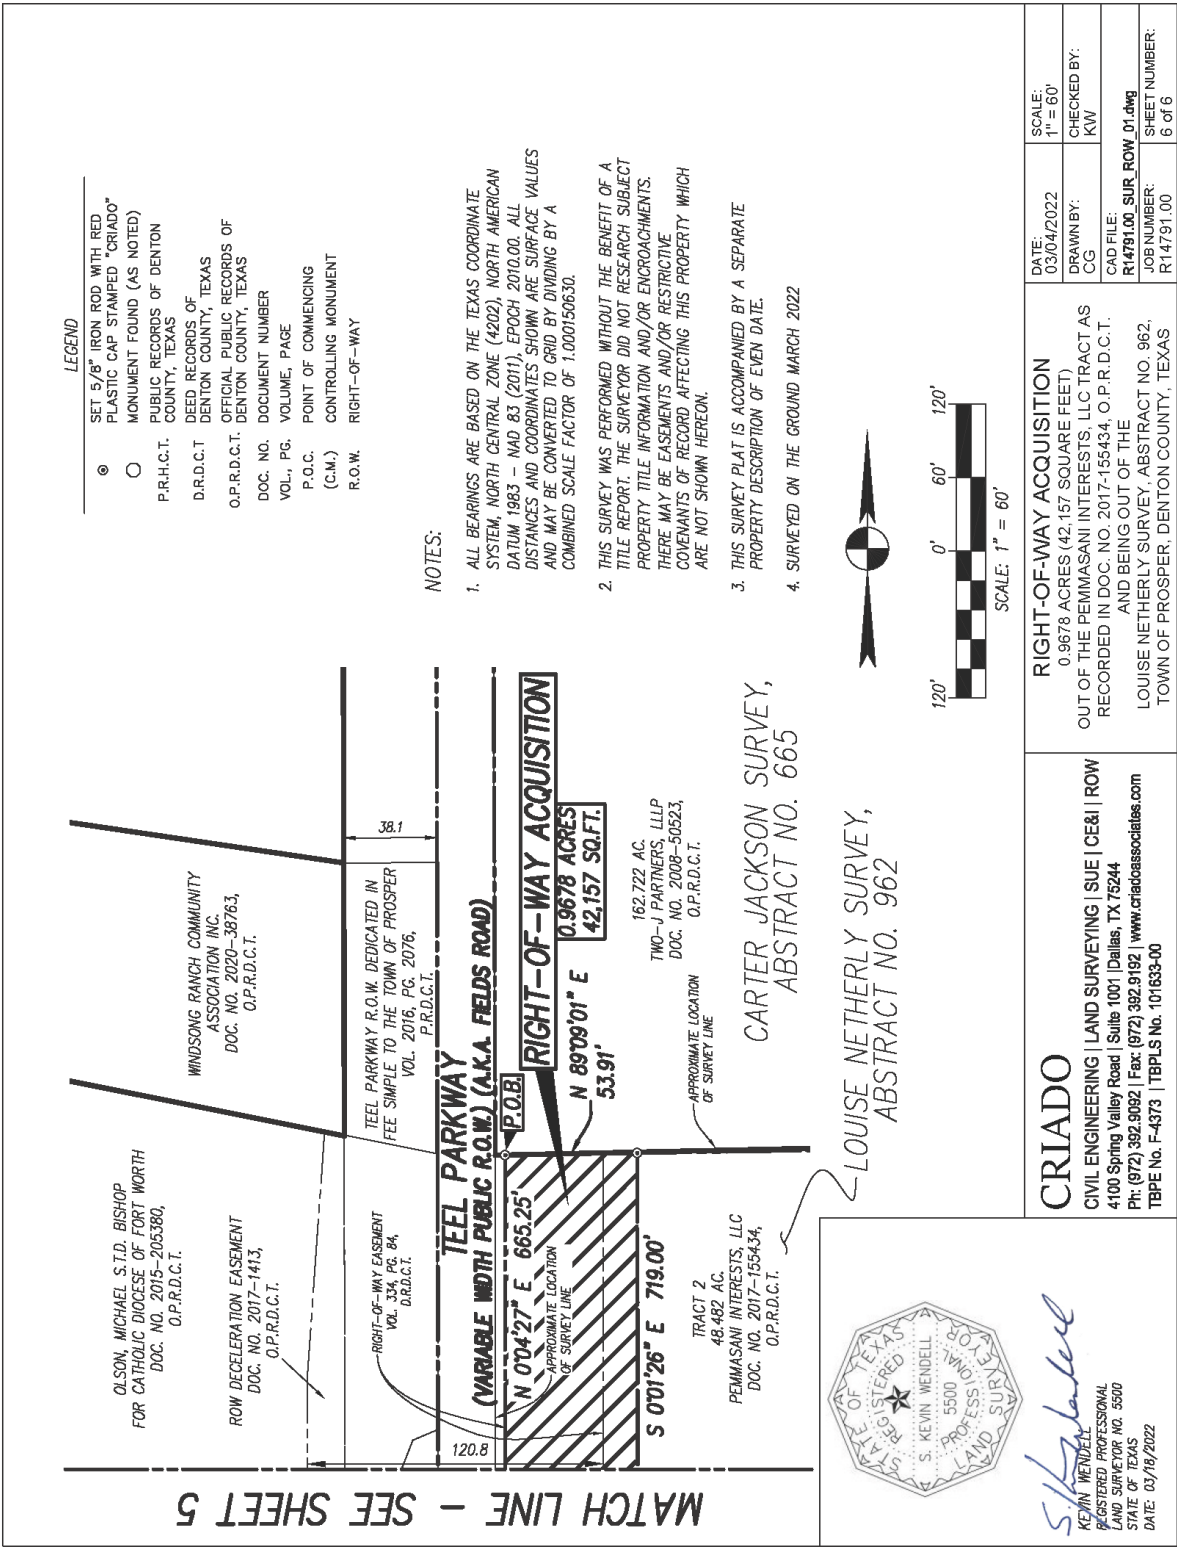 LEGEND
SET 5/8" IRON ROD WITH RED
PLASTIC CAP STAMPED "CRIADO"
MONUMENT FOUND (AS NOTED)
P.R.H.C.T. PUBLIC RECORDS OF DENTON
COUNTY, TEXAS
D.R.D.C.T DEED RECORDS OF
DENTON COUNTY, TEXAS
O.P.R.D.C.T. OFFICIAL PUBLIC RECORDS OF
DENTON COUNTY, TEXAS
DOC. NO. DOCUMENT NUMBER
VOL., PG. VOLUME, PAGE
P.O.C. POINT OF COMMENCING
(C.M.) CONTROLLING MONUMENT
R.O.W. RIGHT-OF-WAY
NOTES:
1. ALL BEARINGS ARE BASED ON THE TEXAS COORDINATE
SYSTEM, NORTH CENTRAL ZONE (4202), NORTH AMERICAN
DATUM 1983 - NAD 83 (2011), EPOCH 2010.00. ALL
DISTANCES AND COORDINATES SHOWN ARE SURFACE VALUES
AND MAY BE CONVERTED TO GRID BY DIVIDING BY A
COMBINED SCALE FACTOR OF 1.000150630.
2. THIS SURVEY WAS PERFORMED WITHOUT THE BENEFIT OF A
TITLE REPORT. THE SURVEYOR DID NOT RESEARCH SUBJECT
PROPERTY TITLE INFORMATION AND/OR ENCROACHMENTS.
THERE MAY BE EASEMENTS AND/OR RESTRICTIVE
COVENANTS OF RECORD AFFECTING THIS PROPERTY WHICH
ARE NOT SHOWN HEREON.
3. THIS SURVEY PLAT IS ACCOMPANIED BY A SEPARATE
PROPERTY DESCRIPTION OF EVEN DATE.
4. SURVEYED ON THE GROUND MARCH 2022
120' 0' 60' 120'
SCALE: 1" = 60'
OLSON, MICHAEL S.T.D. BISHOP
FOR CATHOLIC DIOCESE OF FORT WORTH
DOC. NO. 2015-205380,
O.P.R.D.C.T.
ROW DECELERATION EASEMENT
DOC. NO. 2017-1413,
O.P.R.D.C.T.
WINDSONG RANCH COMMUNITY
ASSOCIATION INC.
DOC. NO. 2020-38763,
O.P.R.D.C.T.
38.1
TEEL PARKWAY R.O.W. DEDICATED IN
FEE SIMPLE TO THE TOWN OF PROSPER
VOL. 2016, PG. 2076,
P.R.D.C.T.
RIGHT-OF-WAY EASEMENT
VOL. 334, PG. 84,
D.R.D.C.T.
TEEL PARKWAY
(VARIABLE WIDTH PUBLIC R.O.W.) (A.K.A. FIELDS ROAD)
P.O.B.
120.8
N 0°04'27" E 665.25'
APPROXIMATE LOCATION
OF SURVEY LINE
RIGHT-OF-WAY ACQUISITION
0.9678 ACRES
42,157 SQ.FT.
N 89°09'01" E
53.91'
S 0°01'26" E 719.00'
162.722 AC.
TWO-J PARTNERS, LLLP
DOC. NO. 2008-50523,
O.P.R.D.C.T.
APPROXIMATE LOCATION
OF SURVEY LINE
TRACT 2
48.482 AC.
PEMMASANI INTERESTS, LLC
DOC. NO. 2017-155434,
O.P.R.D.C.T.
CARTER JACKSON SURVEY,
ABSTRACT NO. 665
LOUISE NETHERLY SURVEY,
ABSTRACT NO. 962
MATCH LINE - SEE SHEET 5
STATE OF TEXAS
REGISTERED
S. KEVIN WENDELL
5500
PROFESSIONAL
LAND SURVEYOR
S. Kevin Wendell
KEVIN WENDELL
REGISTERED PROFESSIONAL
LAND SURVEYOR NO. 5500
STATE OF TEXAS
DATE: 03/18/2022
CRIADO
CIVIL ENGINEERING | LAND SURVEYING | SUE | CE&I | ROW
4100 Spring Valley Road | Suite 1001 | Dallas, TX 75244
Ph: (972) 392.9092 | Fax: (972) 392.9192 | www.criadoassociates.com
TBPE No. F-4373 | TBPLS No. 101633-00
RIGHT-OF-WAY ACQUISITION
0.9678 ACRES (42,157 SQUARE FEET)
OUT OF THE PEMMASANI INTERESTS, LLC TRACT AS
RECORDED IN DOC. NO. 2017-155434, O.P.R.D.C.T.
AND BEING OUT OF THE
LOUISE NETHERLY SURVEY, ABSTRACT NO. 962,
TOWN OF PROSPER, DENTON COUNTY, TEXAS
DATE:
03/04/2022
SCALE:
1" = 60'
DRAWN BY:
CG
CHECKED BY:
KW
CAD FILE:
R14791.00_SUR_ROW_01.dwg
JOB NUMBER:
R14791.00
SHEET NUMBER:
6 of 6